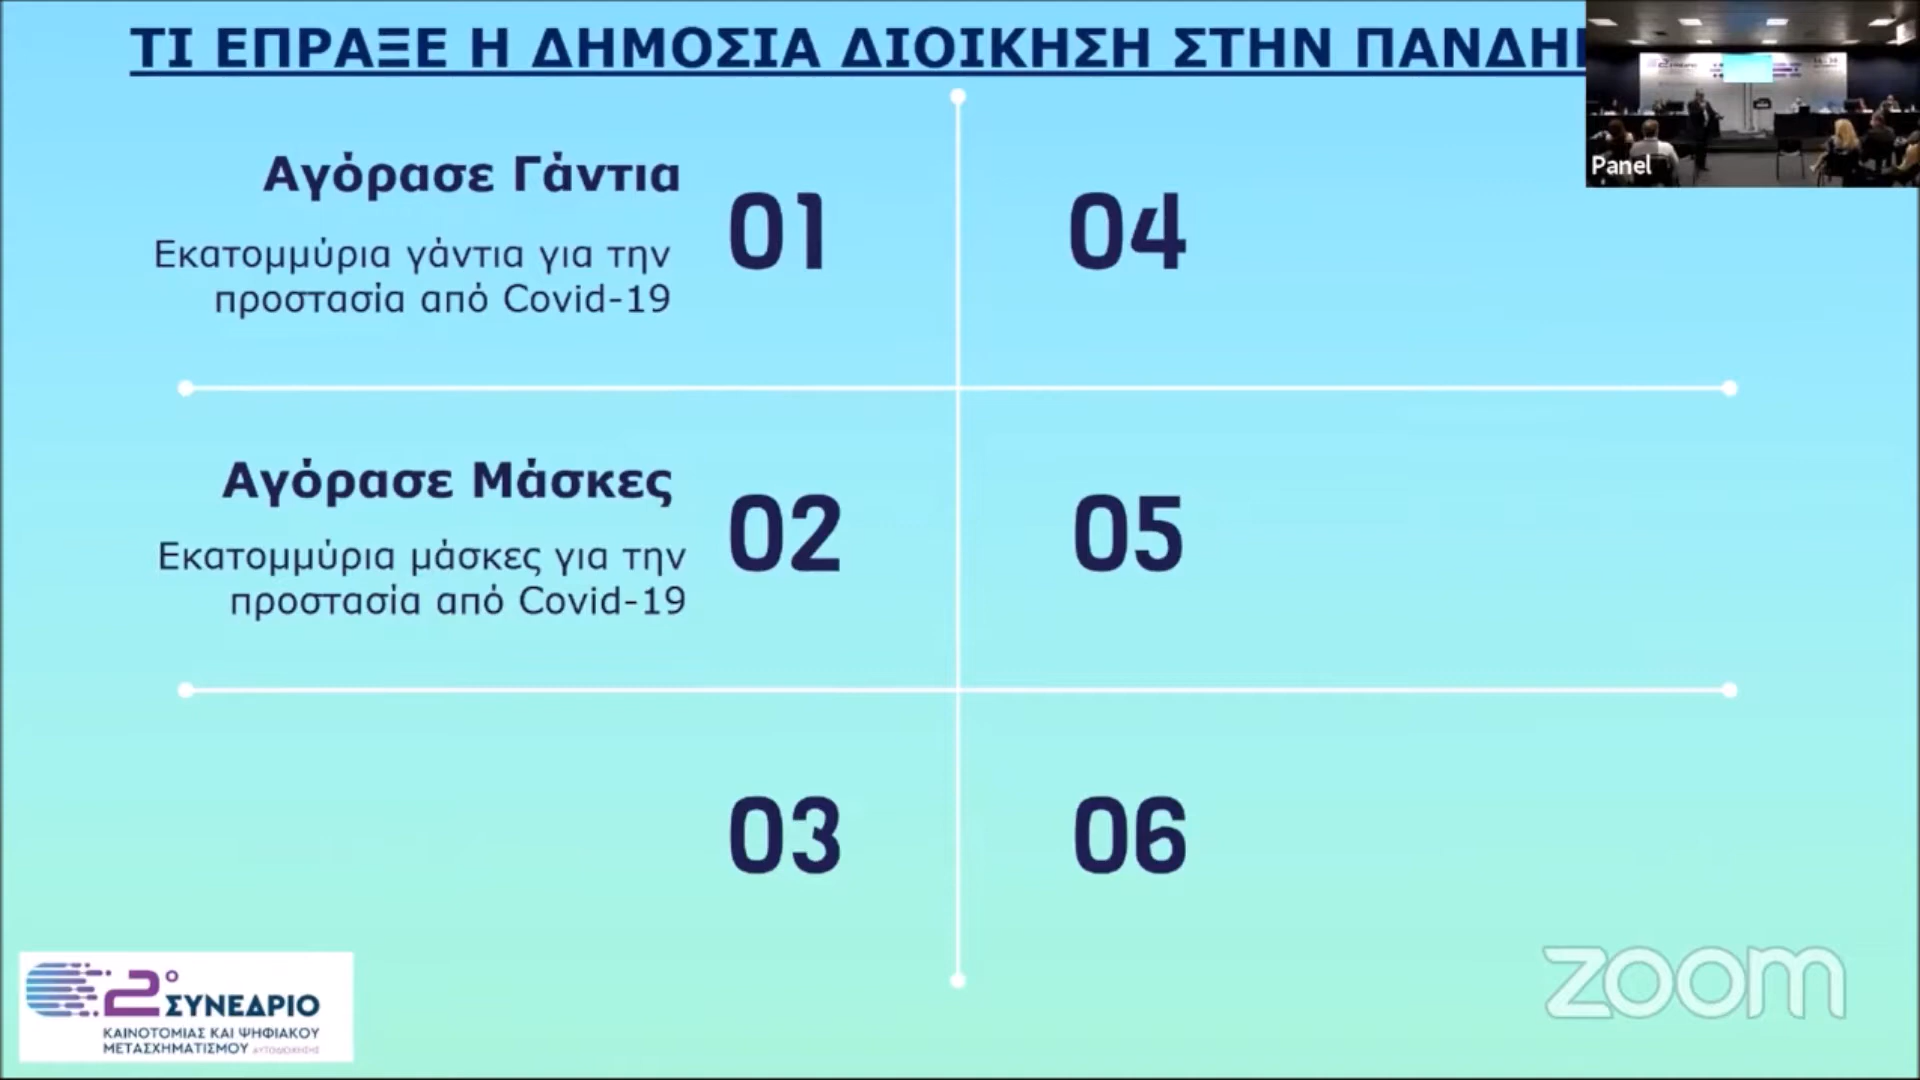 ΤΙ ΕΠΡΑΞΕ Η ΔΗΜΟΣΙΑ ΔΙΟΙΚΗΣΗ ΣΤΗΝ
Panel
Αγόρασε Γάντια
Εκατομμύρια γάντια για την
προστασία από Covid-19
01
04
Αγόρασε Μάσκες
Εκατομμύρια μάσκες για την
προστασία από Covid-19
02
05
03
06
2ο
ΣΥΝΕΔΡΙΟ
ΚΑΙΝΟΤΟΜΙΑΣ ΚΑΙ ΨΗΦΙΑΚΟΥ
ΜΕΤΑΣΧΗΜΑΤΙΣΜΟΥ ΑΥΤΟΔΙΟΙΚΗΣΗΣ
zoom